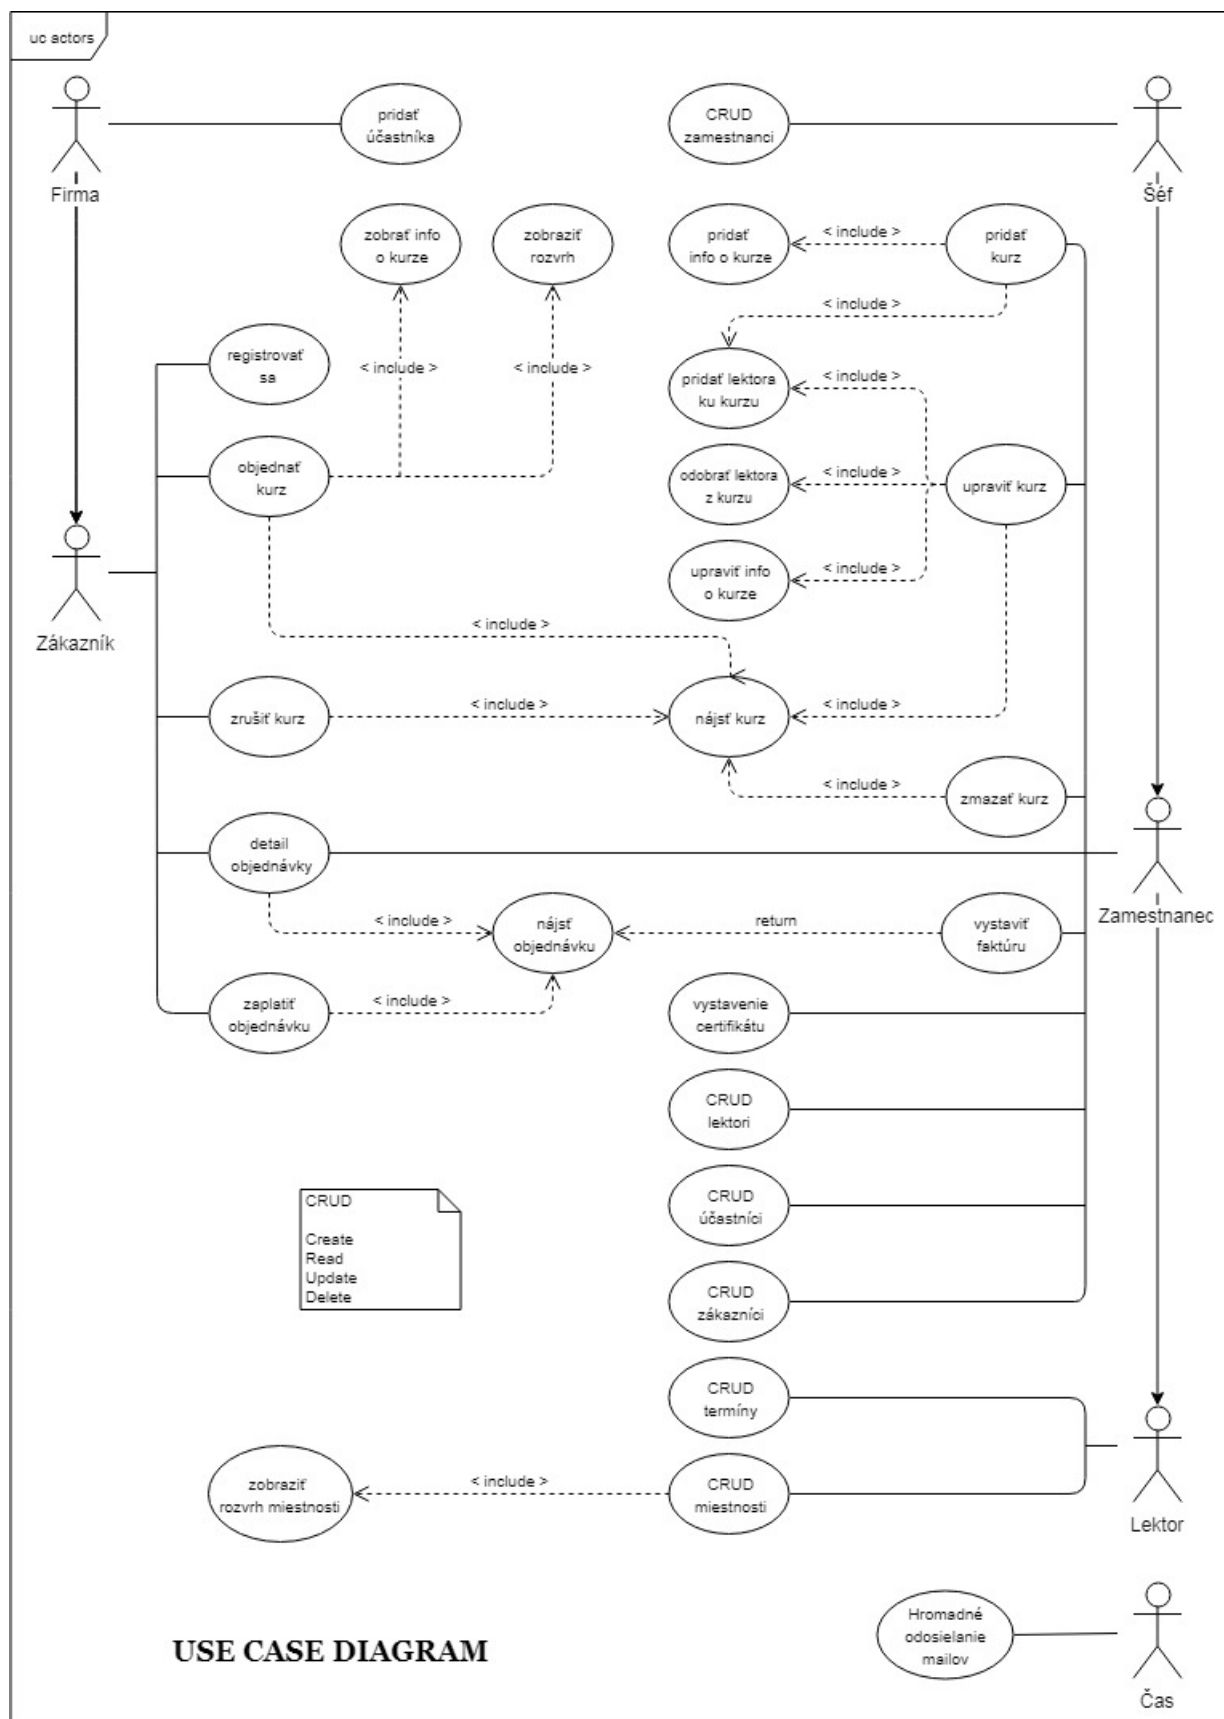 uc actors
pridať
účastníka
CRUD
zamestnanci
Firma
Šéf
zobrať info
o kurze
zobraziť
rozvrh
pridať
info o kurze
< include >
pridať
kurz
< include >
registrovať
sa
< include >
< include >
pridať lektora
ku kurzu
< include >
objednať
kurz
odobrať lektora
z kurzu
< include >
upraviť kurz
upraviť info
o kurze
< include >
Zákazník
< include >
zrušiť kurz
< include >
nájsť kurz
< include >
< include >
zmazať kurz
detail
objednávky
Zamestnanec
< include >
nájsť
objednávku
return
vystaviť
faktúru
zaplatiť
objednávku
< include >
vystavenie
certifikátu
CRUD
lektori
CRUD
Create
Read
Update
Delete
CRUD
účastníci
CRUD
zákazníci
CRUD
termíny
zobraziť
rozvrh miestnosti
< include >
CRUD
miestnosti
Lektor
Hromadné
odosielanie
mailov
USE CASE DIAGRAM
Čas